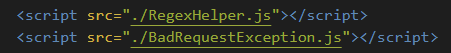 <script src="./RegexHelper.js"></script>
<script src="./BadRequestException.js"></script>